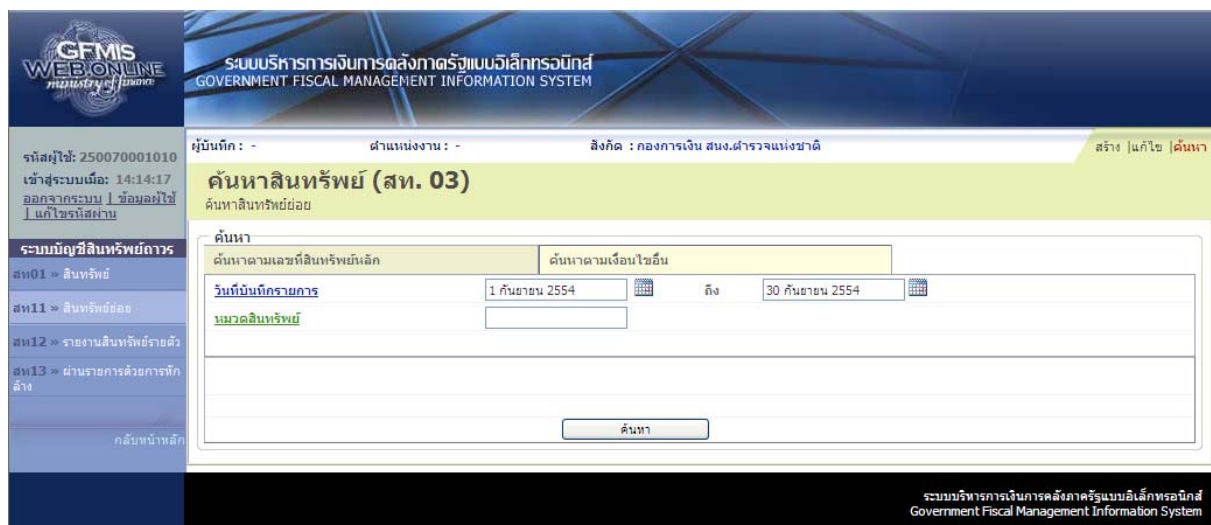 GFMIS
WEB ONLINE
ministry of finance
ระบบบริหารการเงินการคลังภาครัฐแบบอิเล็กทรอนิกส์
GOVERNMENT FISCAL MANAGEMENT INFORMATION SYSTEM
รหัสผู้ใช้: 250070001010
เข้าสู่ระบบเมื่อ: 14:14:17
ออกจากระบบ | ข้อมูลผู้ใช้
| แก้ไขรหัสผ่าน
ผู้บันทึก : - ตำแหน่งงาน : - สังกัด : กองการเงิน สนง.ตำรวจแห่งชาติ
สร้าง |แก้ไข |ค้นหา
ค้นหาสินทรัพย์ (สท. 03)
ค้นหาสินทรัพย์ย่อย
ระบบบัญชีสินทรัพย์ถาวร
สท01 » สินทรัพย์
สท11 » สินทรัพย์ย่อย
สท12 » รายงานสินทรัพย์รายตัว
สท13 » ผ่านรายการด้วยการหัก
ล้าง
กลับหน้าหลัก
ค้นหา
ค้นหาตามเลขที่สินทรัพย์หลัก ค้นหาตามเงื่อนไขอื่น
วันที่บันทึกรายการ 1 กันยายน 2554 ถึง 30 กันยายน 2554
หมวดสินทรัพย์
ค้นหา
ระบบบริหารการเงินการคลังภาครัฐแบบอิเล็กทรอนิกส์
Government Fiscal Management Information System